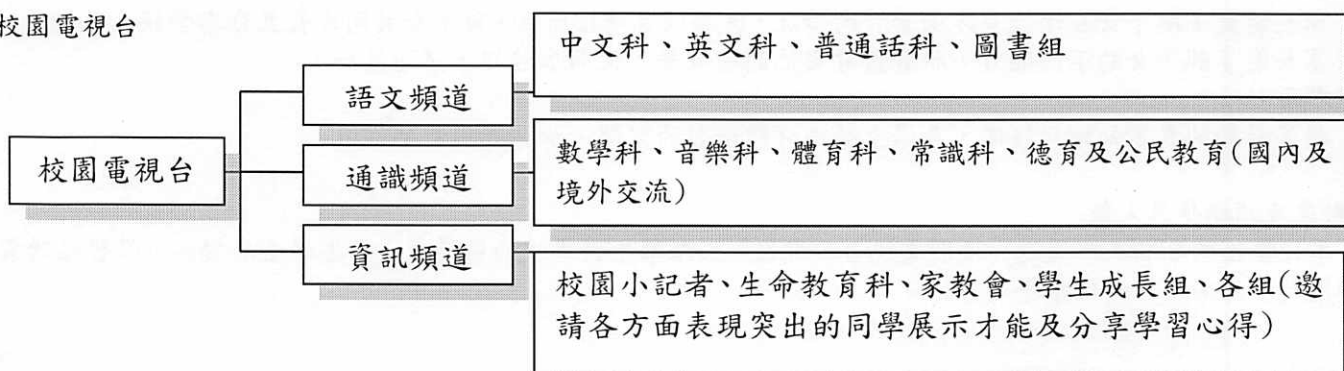 校園電視台
中文科、英文科、普通話科、圖書組
語文頻道
校園電視台
數學科、音樂科、體育科、常識科、德育及公民教育(國內及
境外交流)
通識頻道
資訊頻道
校園小記者、生命教育科、家教會、學生成長組、各組(邀
請各方面表現突出的同學展示才能及分享學習心得)